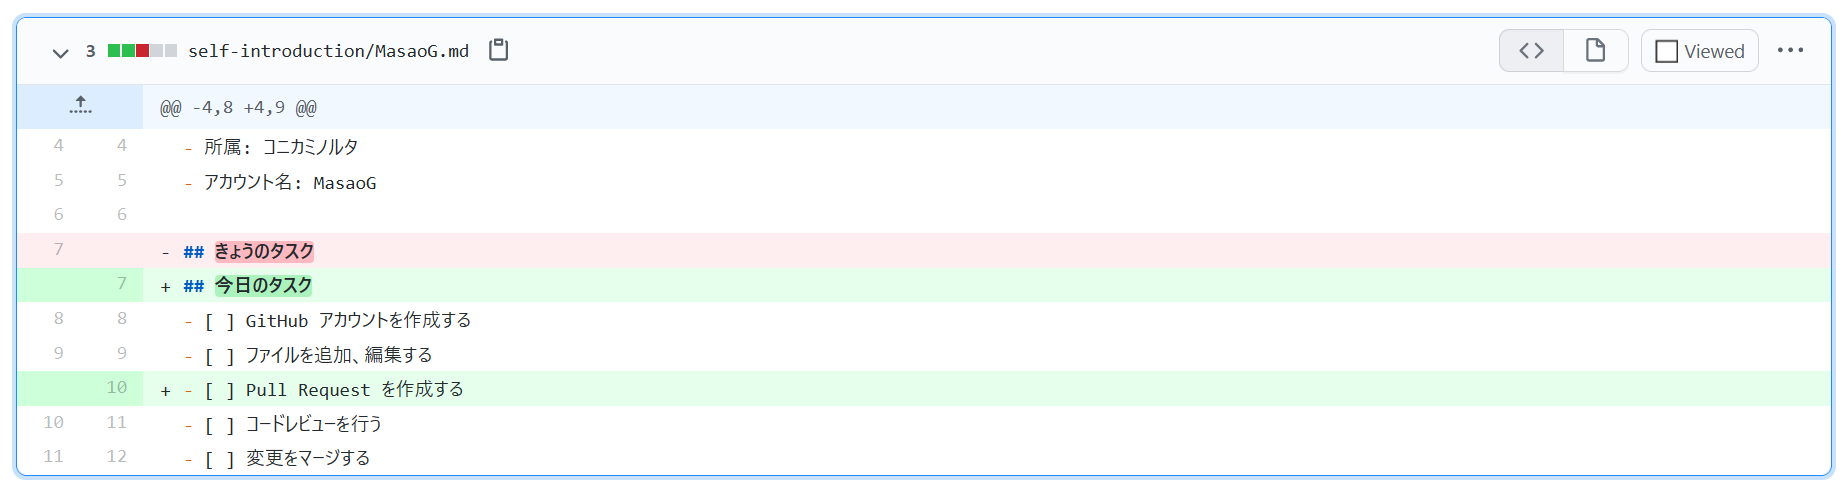 3 self-introduction/MasaoG.md Viewed
@@ -4,8 +4,9 @@
4 4 - 所属: コニカミノルタ
5 5 - アカウント名: MasaoG
6 6
7 - ## きょうのタスク
7 + ## 今日のタスク
8 8 - [ ] GitHub アカウントを作成する
9 9 - [ ] ファイルを追加、編集する
10 + - [ ] Pull Request を作成する
10 11 - [ ] コードレビューを行う
11 12 - [ ] 変更をマージする